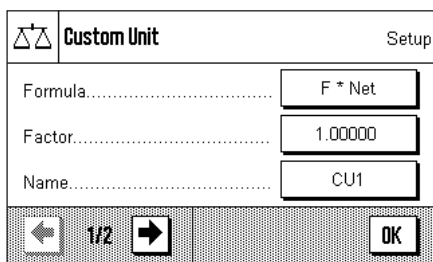 Custom Unit Setup
Formula................................ F * Net
Factor.................................. 1.00000
Name................................... CU1
1/2 OK